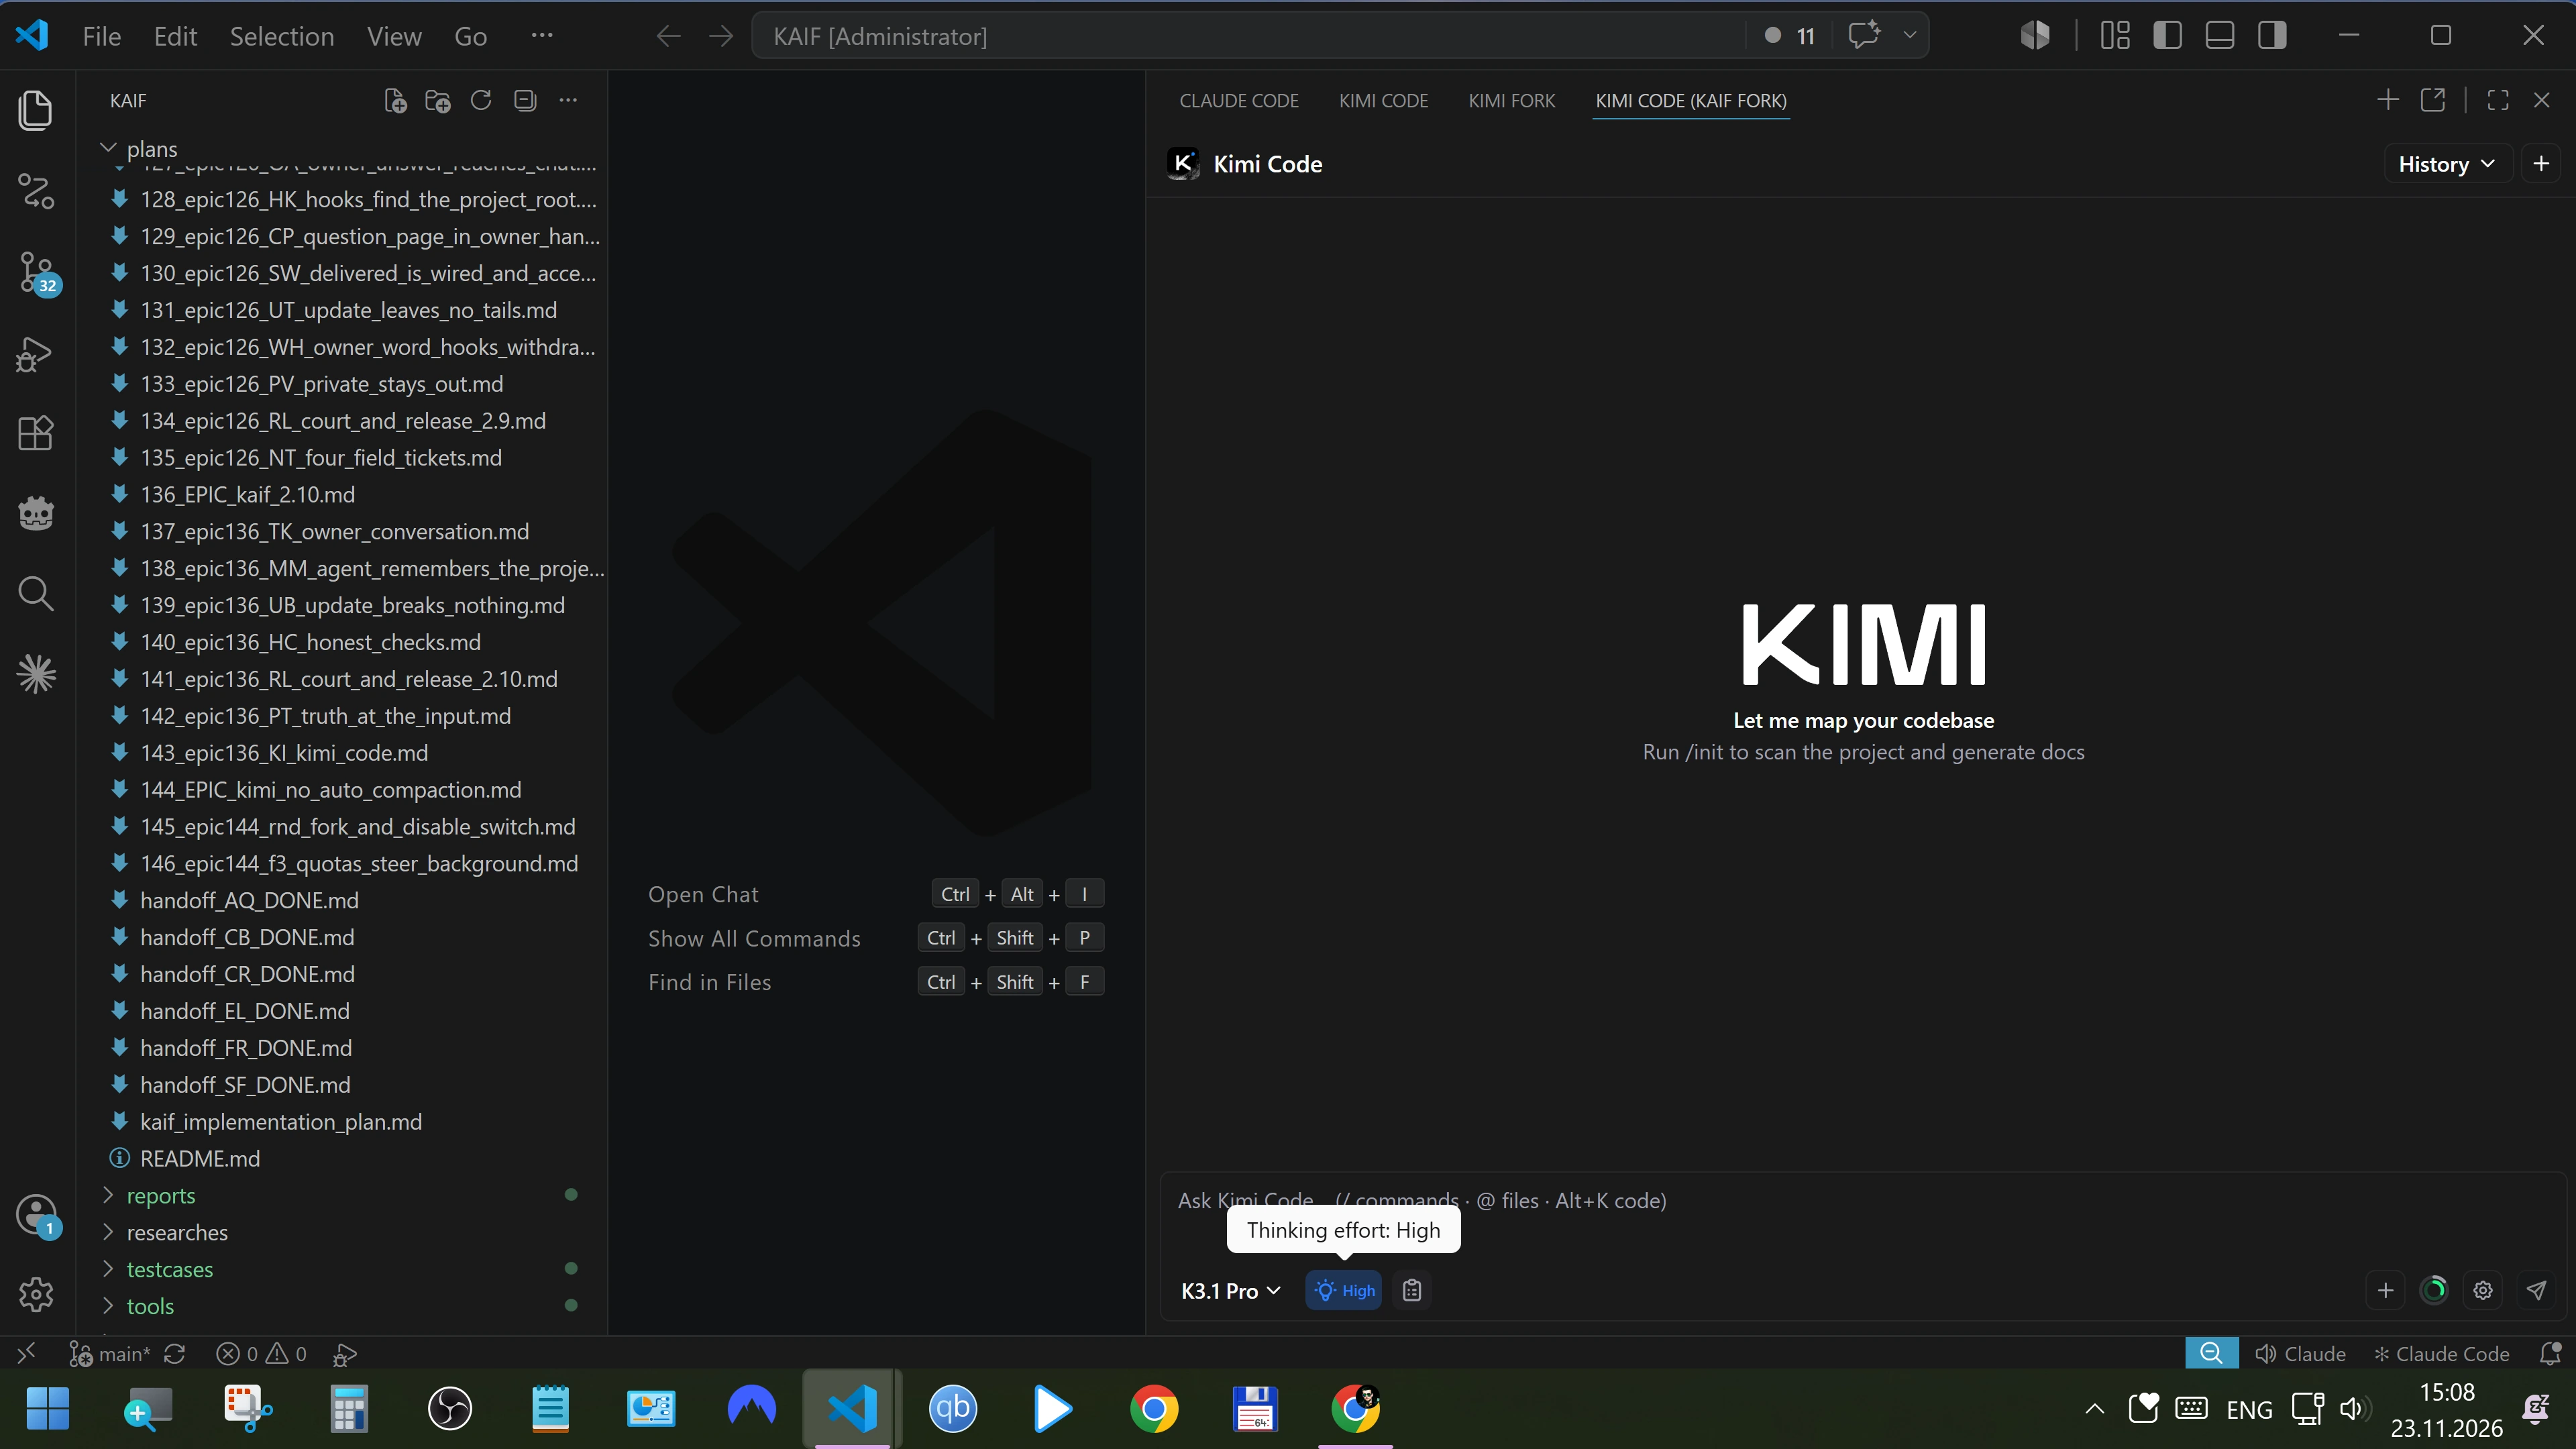 File Edit Selection View Go ···
KAIF [Administrator]
11
KAIF
plans
128_epic126_HK_hooks_find_the_project_root....
129_epic126_CP_question_page_in_owner_han...
130_epic126_SW_delivered_is_wired_and_acce...
131_epic126_UT_update_leaves_no_tails.md
132_epic126_WH_owner_word_hooks_withdra...
133_epic126_PV_private_stays_out.md
134_epic126_RL_court_and_release_2.9.md
135_epic126_NT_four_field_tickets.md
136_EPIC_kaif_2.10.md
137_epic136_TK_owner_conversation.md
138_epic136_MM_agent_remembers_the_proje...
139_epic136_UB_update_breaks_nothing.md
140_epic136_HC_honest_checks.md
141_epic136_RL_court_and_release_2.10.md
142_epic136_PT_truth_at_the_input.md
143_epic136_KI_kimi_code.md
144_EPIC_kimi_no_auto_compaction.md
145_epic144_rnd_fork_and_disable_switch.md
146_epic144_f3_quotas_steer_background.md
handoff_AQ_DONE.md
handoff_CB_DONE.md
handoff_CR_DONE.md
handoff_EL_DONE.md
handoff_FR_DONE.md
handoff_SF_DONE.md
kaif_implementation_plan.md
README.md
reports
researches
testcases
tools
32
1
Open Chat Ctrl + Alt + I
Show All Commands Ctrl + Shift + P
Find in Files Ctrl + Shift + F
CLAUDE CODE KIMI CODE KIMI FORK KIMI CODE (KAIF FORK)
Kimi Code
History
KIMI
Let me map your codebase
Run /init to scan the project and generate docs
Ask Kimi Code... (/ commands · @ files · Alt+K code)
Thinking effort: High
K3.1 Pro High
main* 0 0
Claude Claude Code
qb
64:
ENG
15:08
23.11.2026